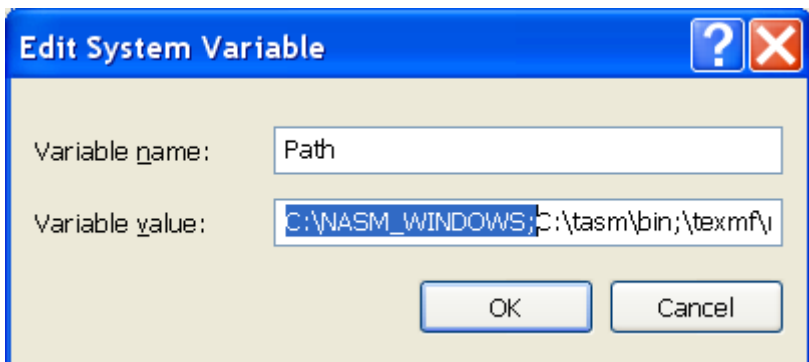 Edit System Variable
Variable name: Path
Variable value: C:\NASM_WINDOWS;C:\tasm\bin;\texmf\
OK Cancel